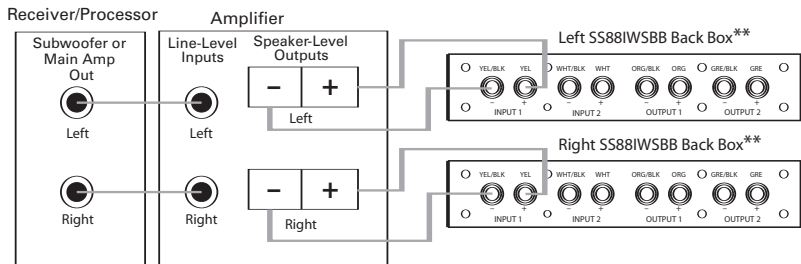 Receiver/Processor
Amplifier
Subwoofer or
Main Amp
Out
Line-Level
Inputs
Speaker-Level
Outputs
Left SS88IWSBB Back Box**
– +
YEL/BLK YEL WHT/BLK WHT ORG/BLK ORG GRE/BLK GRE
– + – + – + – +
INPUT 1 INPUT 2 OUTPUT 1 OUTPUT 2
Left
Left
Left
Right SS88IWSBB Back Box**
– +
YEL/BLK YEL WHT/BLK WHT ORG/BLK ORG GRE/BLK GRE
– + – + – + – +
INPUT 1 INPUT 2 OUTPUT 1 OUTPUT 2
Right
Right
Right